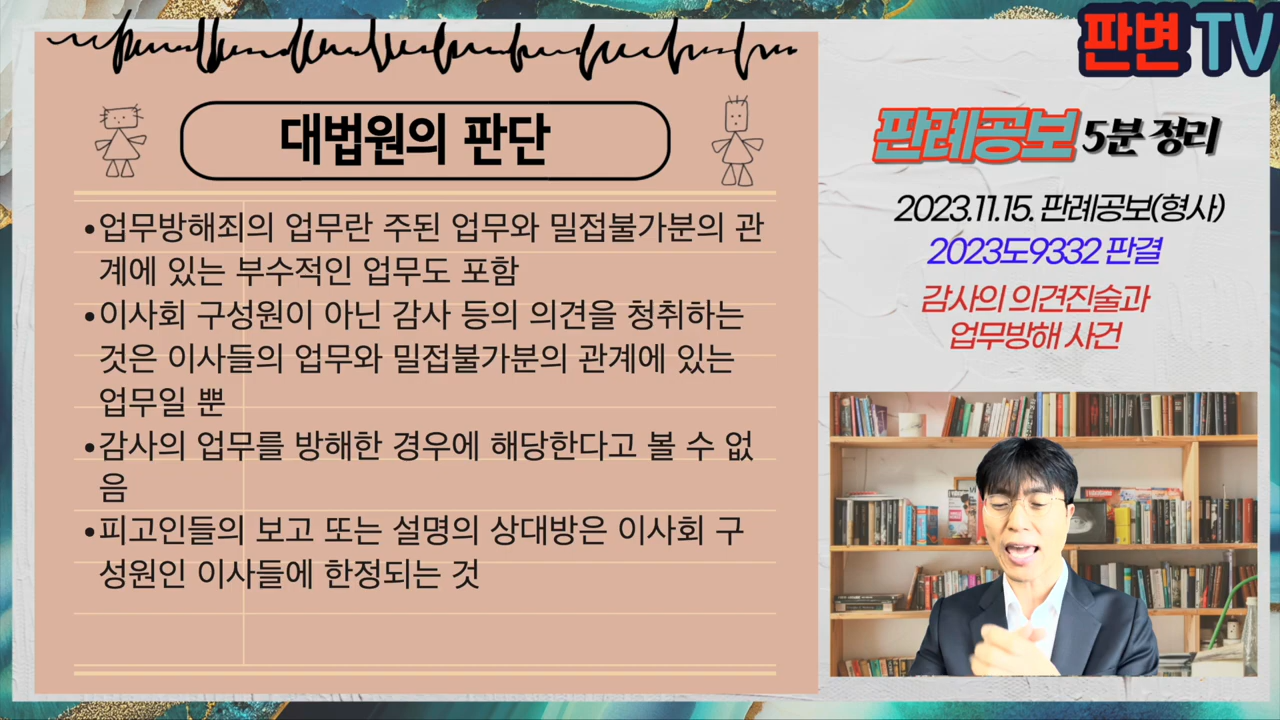 판변 TV
대법원의 판단
•업무방해죄의 업무란 주된 업무와 밀접불가분의 관
계에 있는 부수적인 업무도 포함
•이사회 구성원이 아닌 감사 등의 의견을 청취하는
것은 이사들의 업무와 밀접불가분의 관계에 있는
업무일 뿐
•감사의 업무를 방해한 경우에 해당한다고 볼 수 없
음
•피고인들의 보고 또는 설명의 상대방은 이사회 구
성원인 이사들에 한정되는 것
판례공보 5분 정리
2023.11.15. 판례공보(형사)
2023도9332 판결
감사의 의견진술과
업무방해 사건